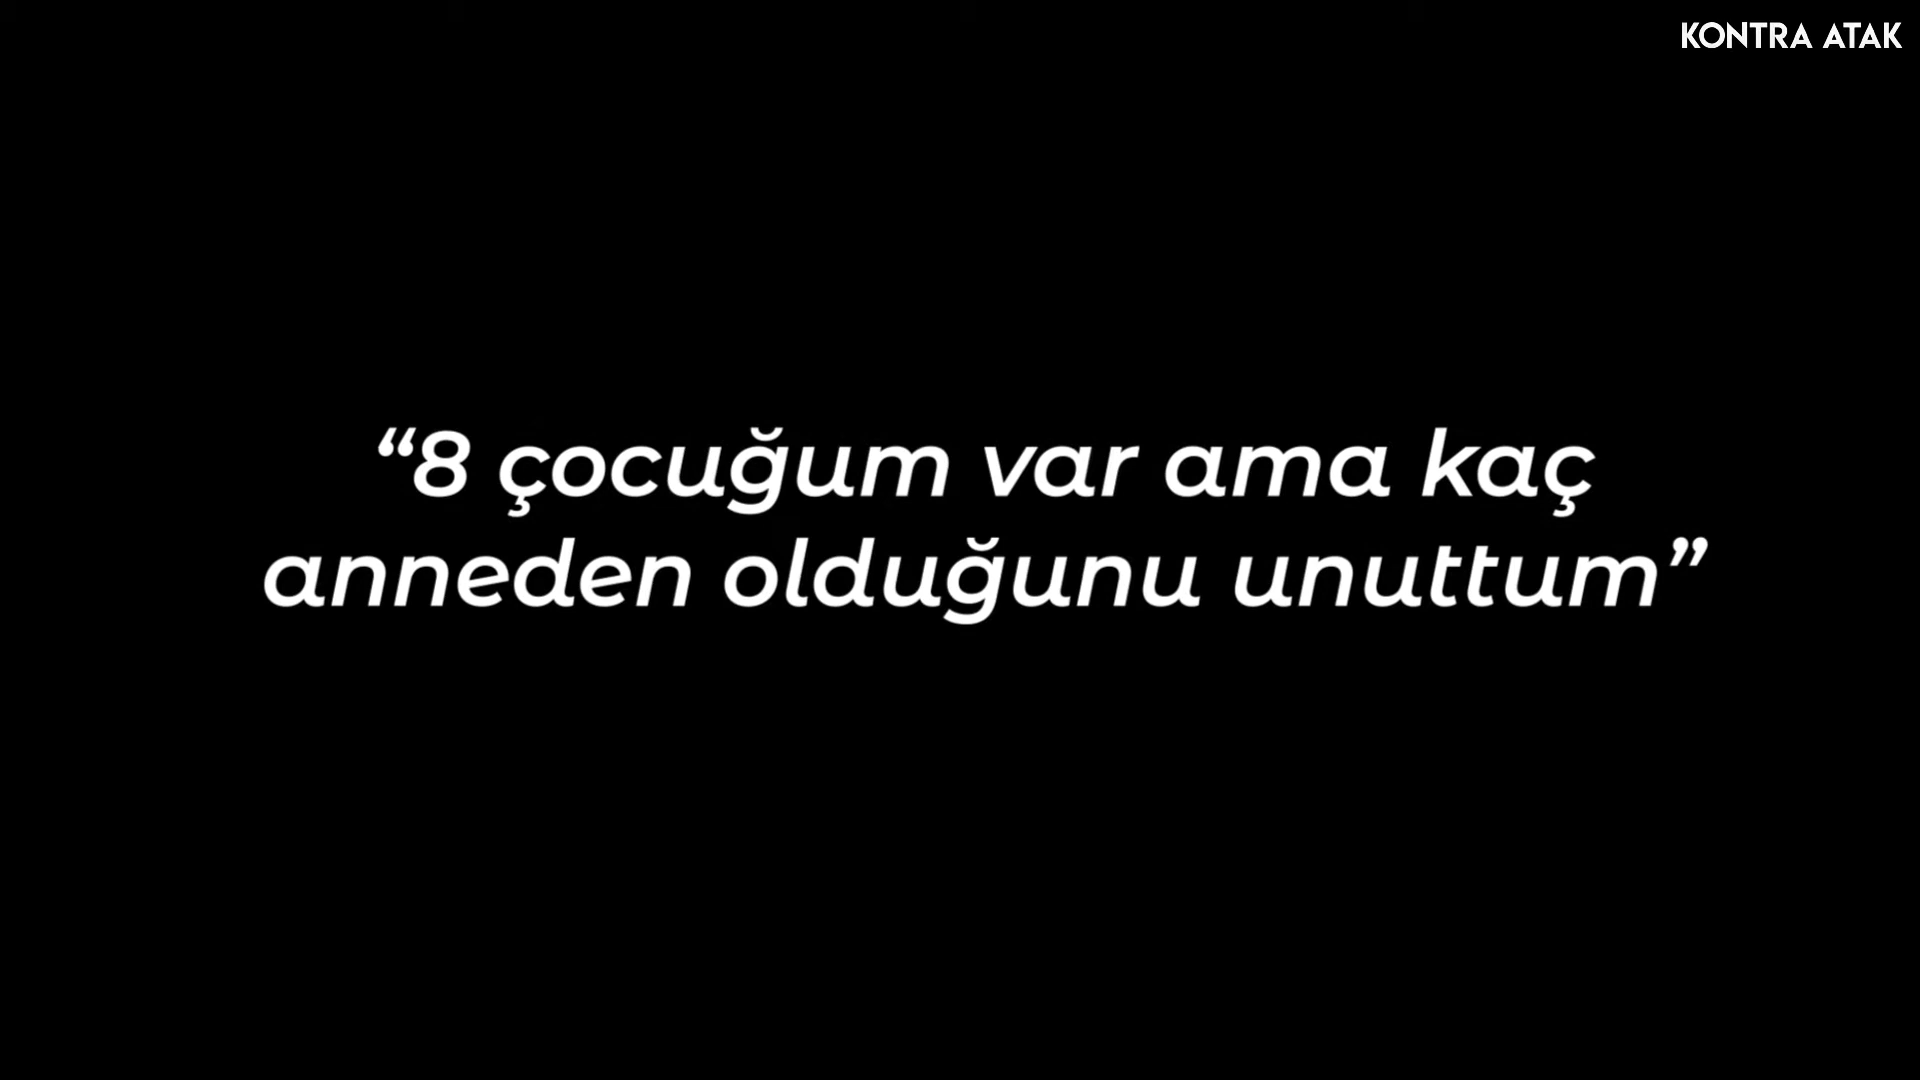 KONTRA ATAK
“8 çocuğum var ama kaç
anneden olduğunu unuttum”